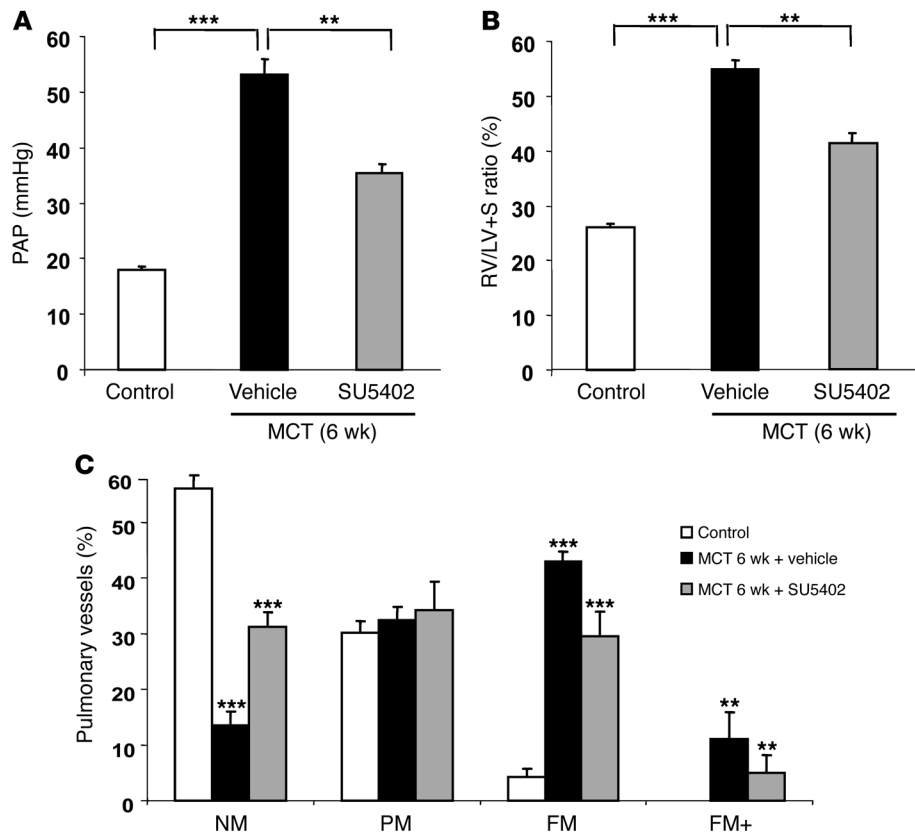 A
*** **
PAP (mmHg)
60
50
40
30
20
10
0
Control Vehicle SU5402
MCT (6 wk)
B
*** **
RV/LV+S ratio (%)
60
50
40
30
20
10
0
Control Vehicle SU5402
MCT (6 wk)
C
Pulmonary vessels (%)
60
50
40
30
20
10
0
***
***
***
***
**
**
Control
MCT 6 wk + vehicle
MCT 6 wk + SU5402
NM PM FM FM+